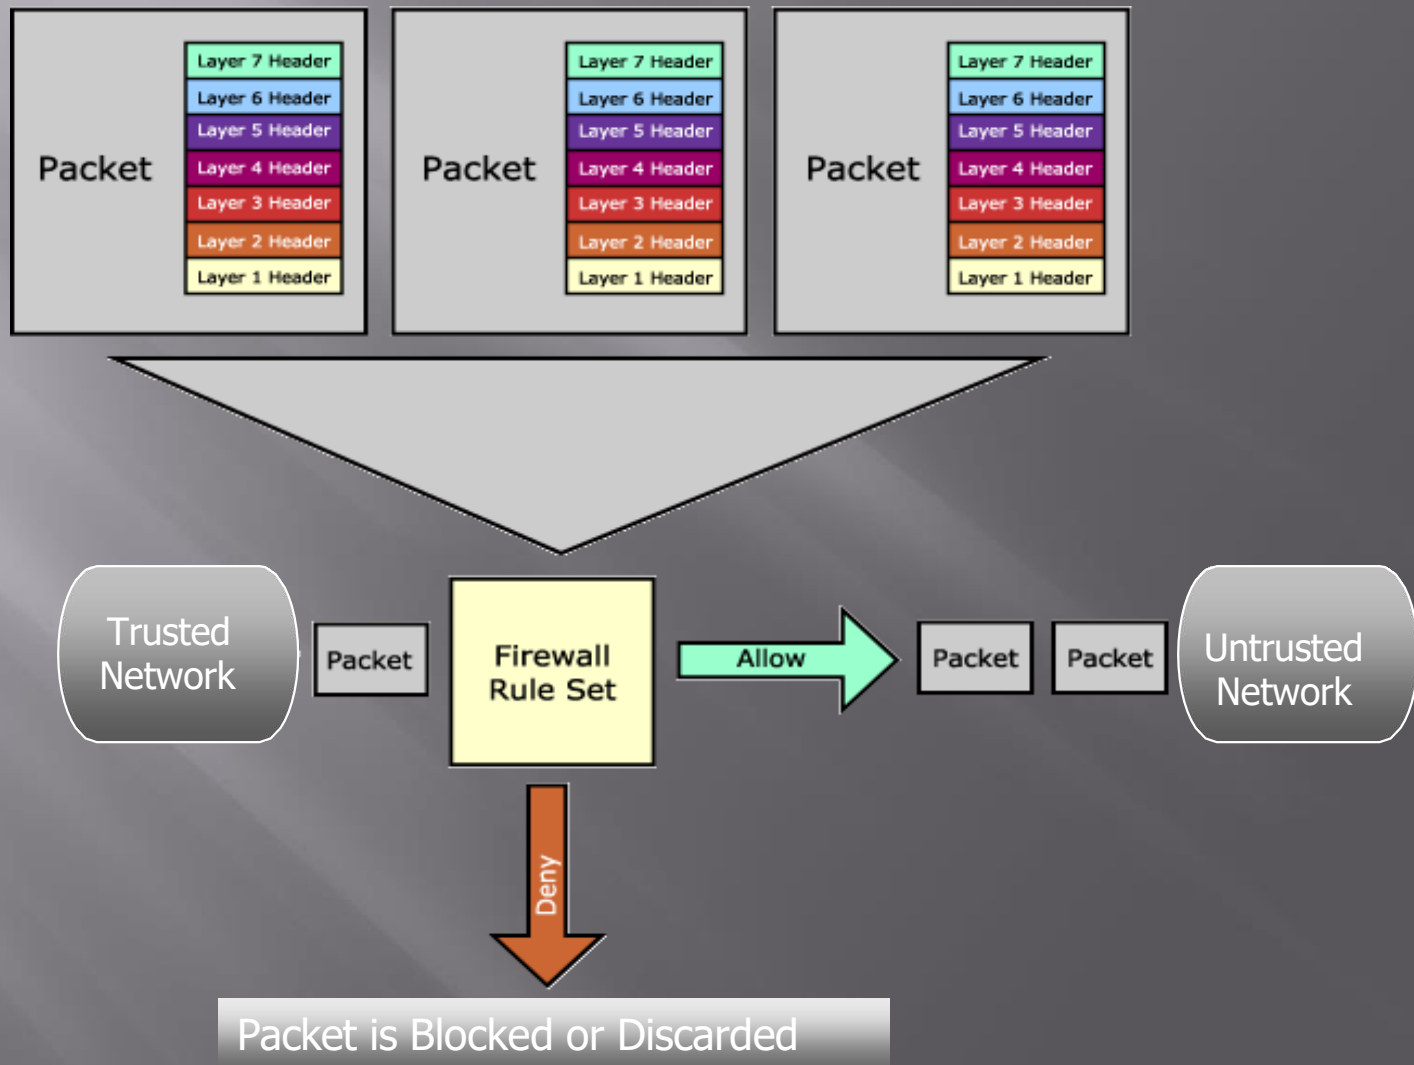 Packet
Layer 7 Header
Layer 6 Header
Layer 5 Header
Layer 4 Header
Layer 3 Header
Layer 2 Header
Layer 1 Header
Packet
Layer 7 Header
Layer 6 Header
Layer 5 Header
Layer 4 Header
Layer 3 Header
Layer 2 Header
Layer 1 Header
Packet
Layer 7 Header
Layer 6 Header
Layer 5 Header
Layer 4 Header
Layer 3 Header
Layer 2 Header
Layer 1 Header
Trusted
Network
Packet
Firewall
Rule Set
Allow
Packet
Packet
Untrusted
Network
Deny
Packet is Blocked or Discarded